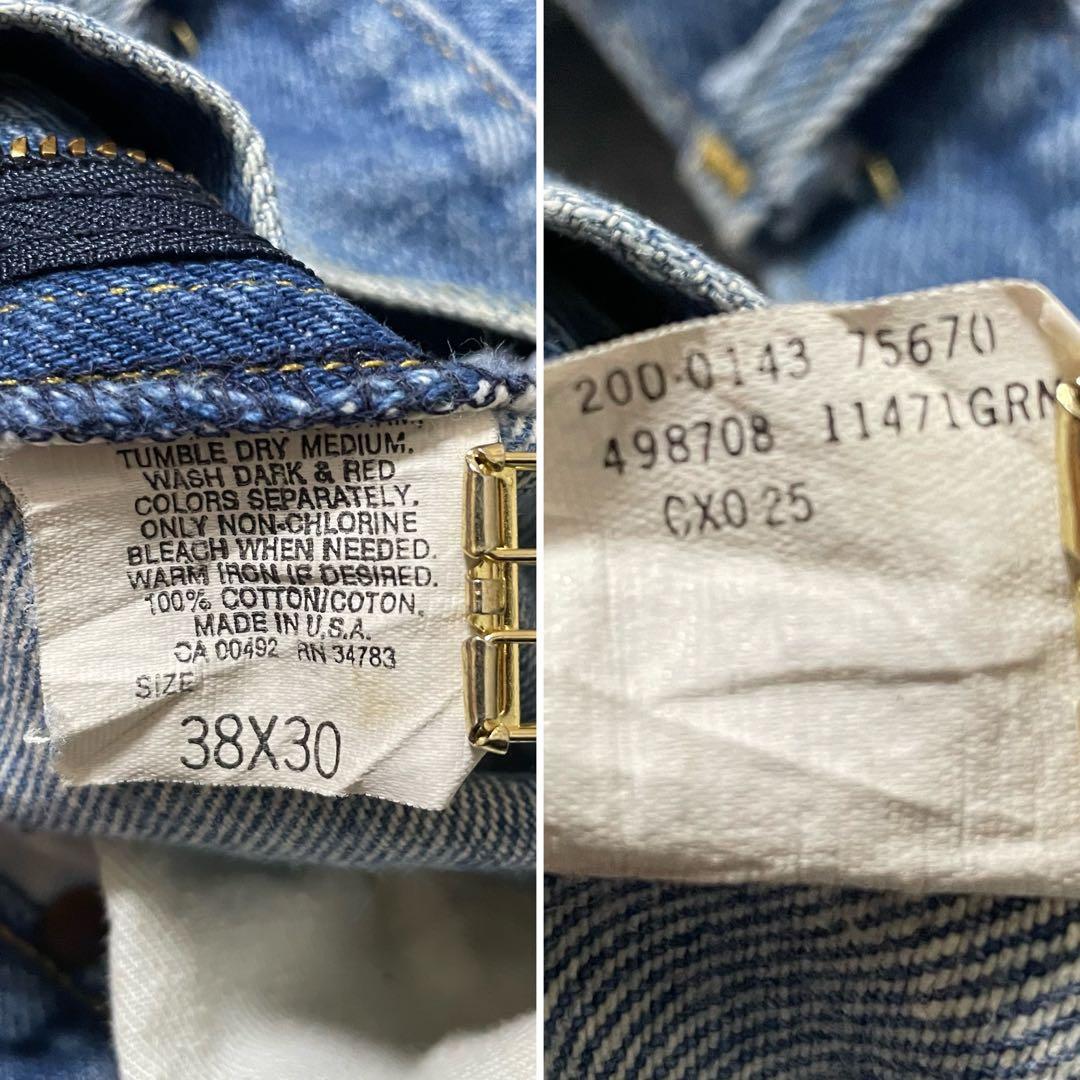 TUMBLE DRY MEDIUM.
WASH DARK & RED
COLORS SEPARATELY.
ONLY NON-CHLORINE
BLEACH WHEN NEEDED.
WARM IRON IF DESIRED.
100% COTTON/COTON.
MADE IN U.S.A.
CA 00492 RN 34783
SIZE
38X30
200-0143 75670
498708 11471GRN
CX0 25